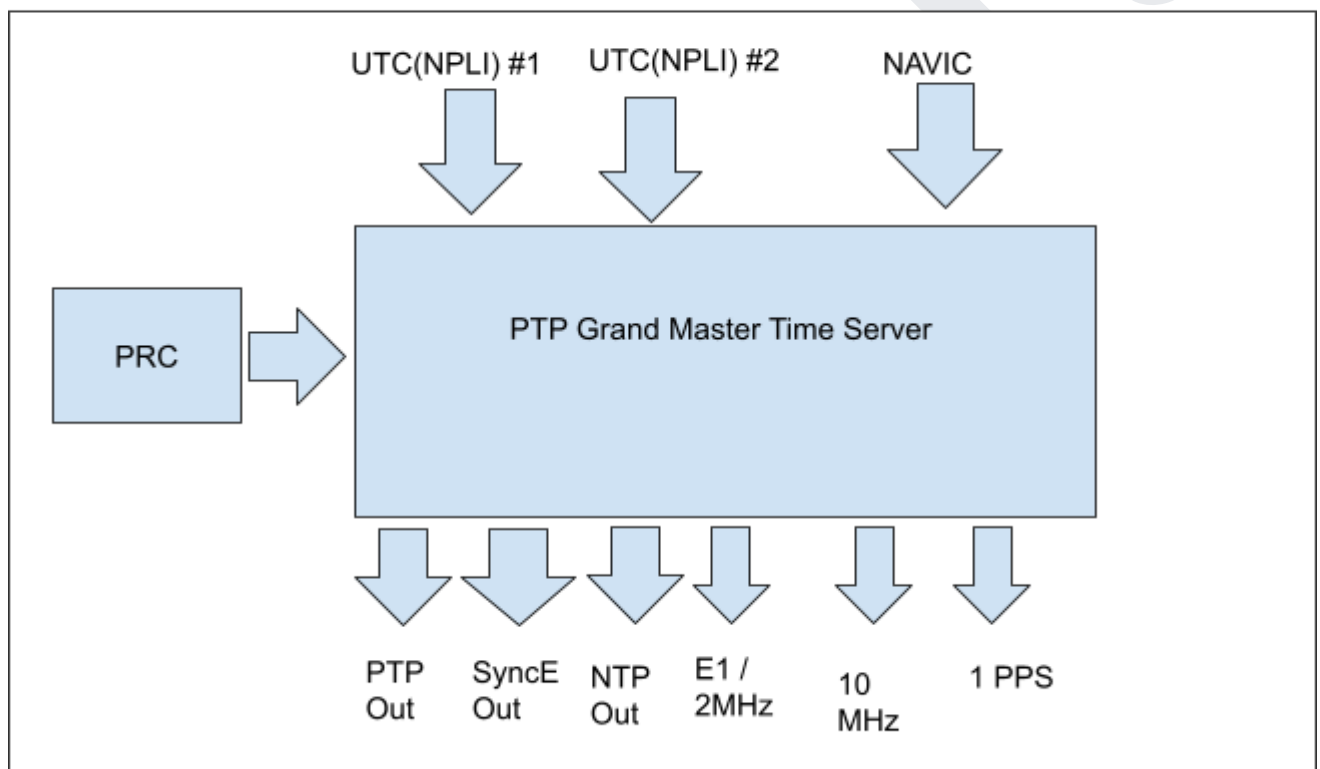 UTC(NPLI) #1
UTC(NPLI) #2
NAVIC
PTP Grand Master Time Server
PRC
PTP
Out
SyncE
Out
NTP
Out
E1 /
2MHz
10
MHz
1 PPS